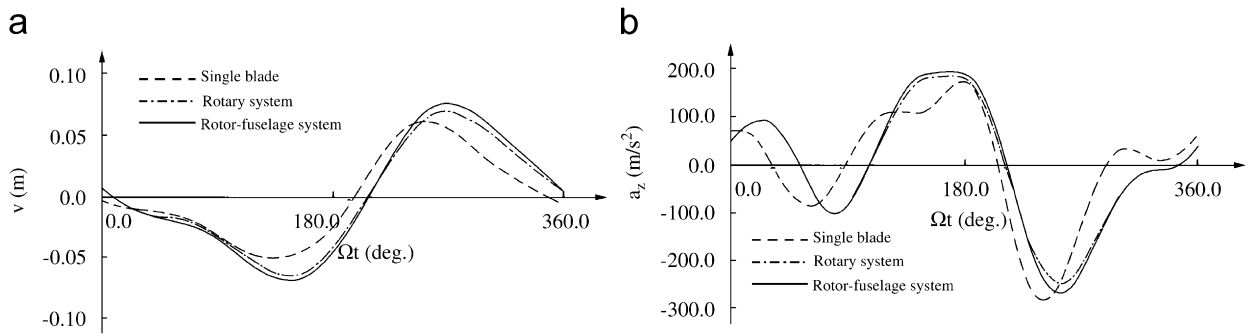 a
0.10
0.05
0.0
-0.05
-0.10
v (m)
Single blade
Rotary system
Rotor-fuselage system
0.0
180.0
360.0
Ωt (deg.)
b
200.0
100.0
0.0
-100.0
-200.0
-300.0
a_z (m/s²)
0.0
180.0
360.0
Ωt (deg.)
Single blade
Rotary system
Rotor-fuselage system